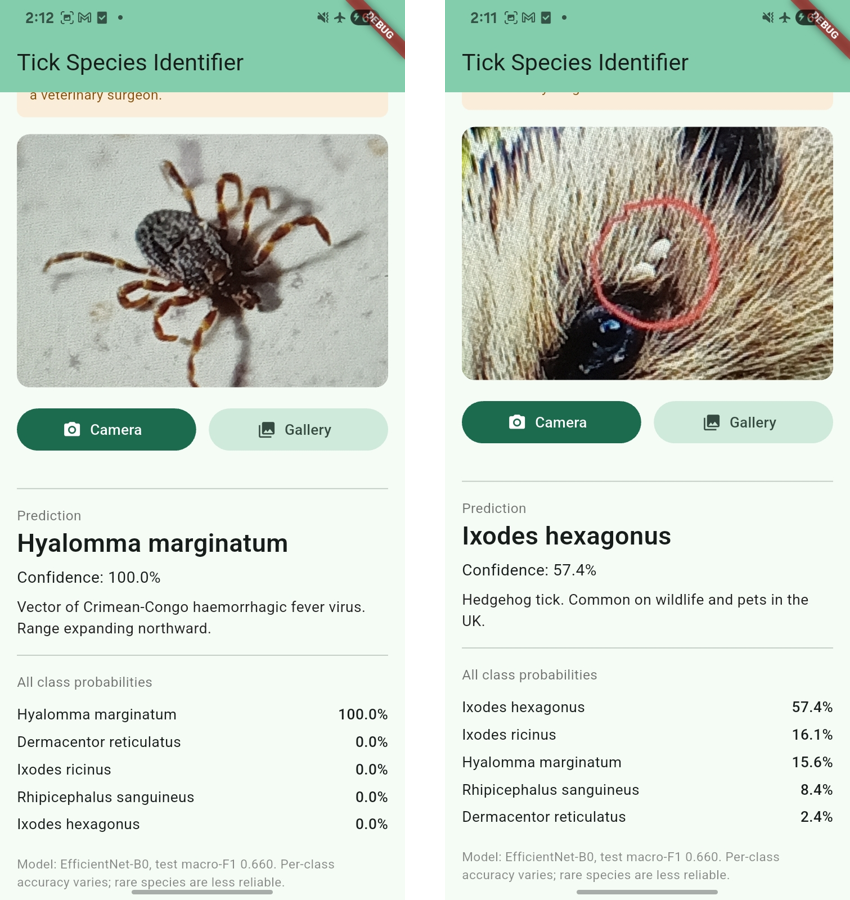 2:12
DEBUG
Tick Species Identifier
a veterinary surgeon.
Camera
Gallery
Prediction
Hyalomma marginatum
Confidence: 100.0%
Vector of Crimean-Congo haemorrhagic fever virus.
Range expanding northward.
All class probabilities
Hyalomma marginatum 100.0%
Dermacentor reticulatus 0.0%
Ixodes ricinus 0.0%
Rhipicephalus sanguineus 0.0%
Ixodes hexagonus 0.0%
Model: EfficientNet-B0, test macro-F1 0.660. Per-class
accuracy varies; rare species are less reliable.
2:11
DEBUG
Tick Species Identifier
Camera
Gallery
Prediction
Ixodes hexagonus
Confidence: 57.4%
Hedgehog tick. Common on wildlife and pets in the
UK.
All class probabilities
Ixodes hexagonus 57.4%
Ixodes ricinus 16.1%
Hyalomma marginatum 15.6%
Rhipicephalus sanguineus 8.4%
Dermacentor reticulatus 2.4%
Model: EfficientNet-B0, test macro-F1 0.660. Per-class
accuracy varies; rare species are less reliable.